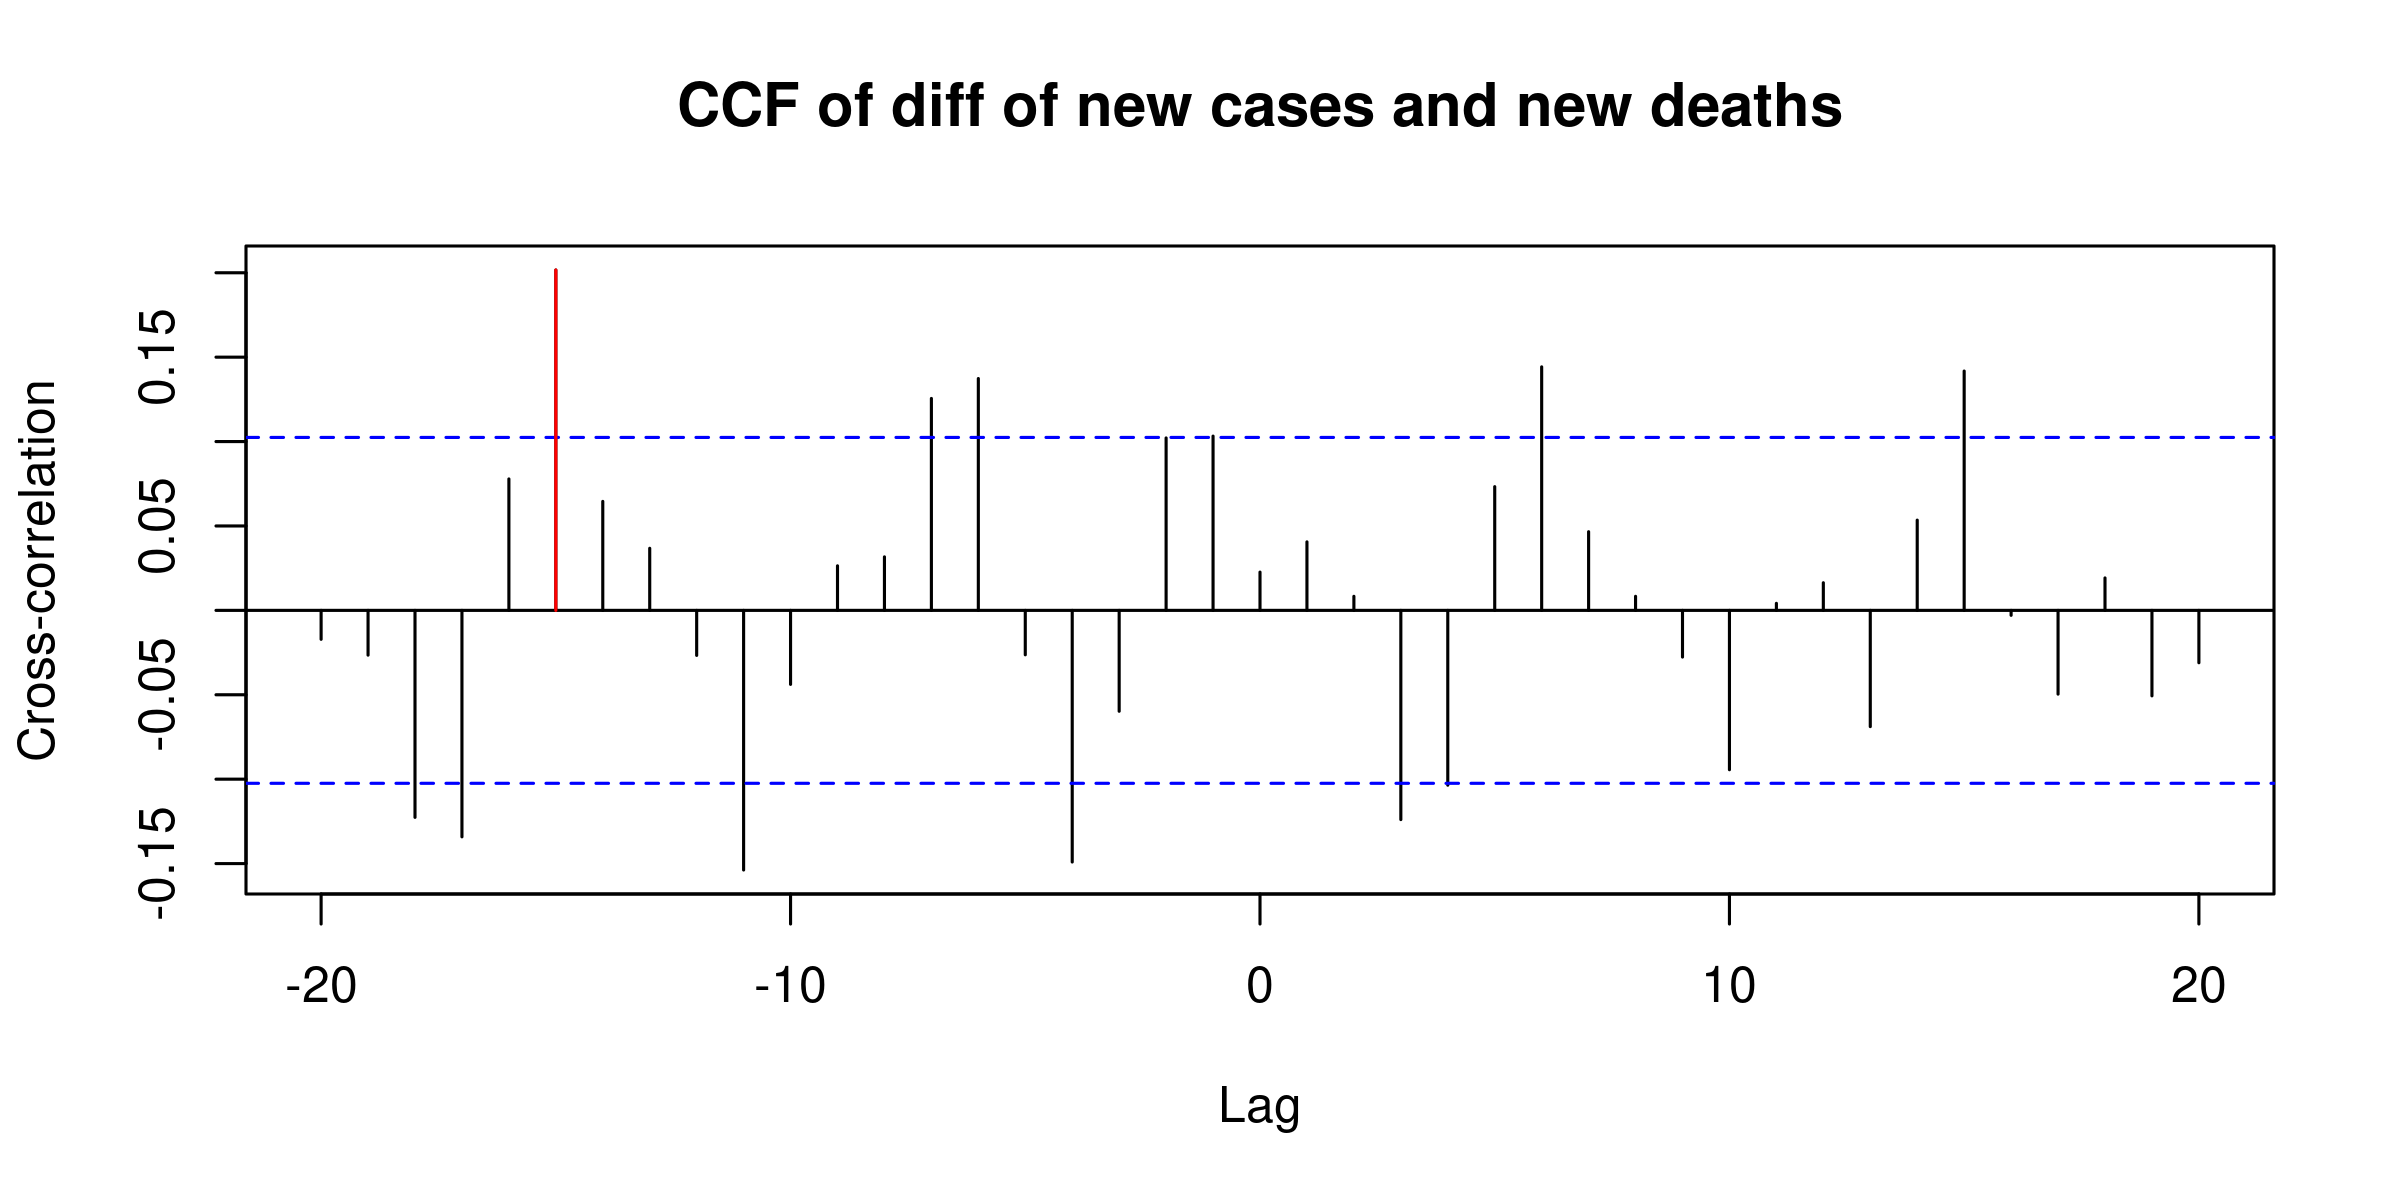 CCF of diff of new cases and new deaths
Cross-correlation
0.15
0.05
-0.05
-0.15
-20 -10 0 10 20
Lag